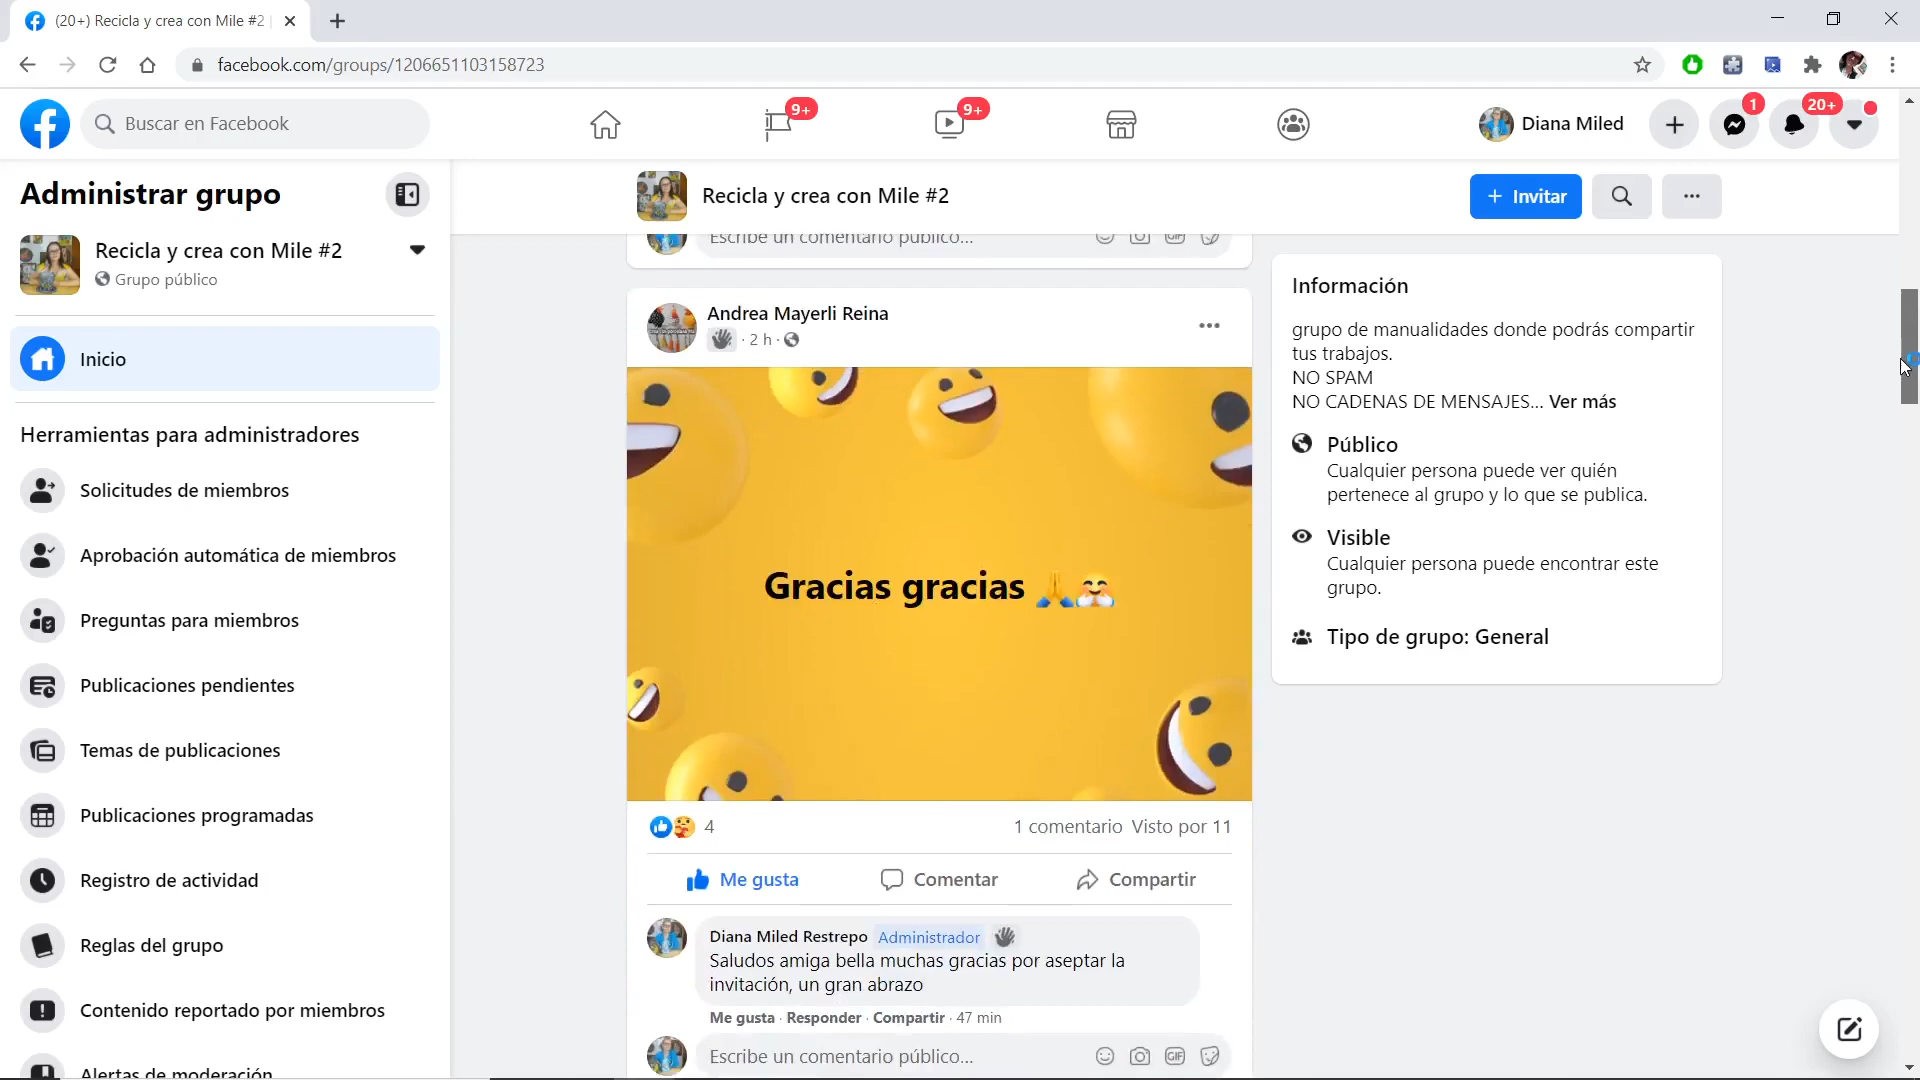 (20+) Recicla y crea con Mile #2
facebook.com/groups/1206651103158723
Buscar en Facebook
9+
9+
Diana Miled
1
20+
Administrar grupo
Recicla y crea con Mile #2
Grupo público
Inicio
Herramientas para administradores
Solicitudes de miembros
Aprobación automática de miembros
Preguntas para miembros
Publicaciones pendientes
Temas de publicaciones
Publicaciones programadas
Registro de actividad
Reglas del grupo
Contenido reportado por miembros
Alertas de moderación
Recicla y crea con Mile #2
+ Invitar
Escribe un comentario público...
GIF
Andrea Mayerli Reina
· 2 h ·
Gracias gracias 🙏🤗
4
1 comentario Visto por 11
Me gusta Comentar Compartir
Diana Miled Restrepo Administrador
Saludos amiga bella muchas gracias por aseptar la
invitación, un gran abrazo
Me gusta · Responder · Compartir · 47 min
Escribe un comentario público...
GIF
Información
grupo de manualidades donde podrás compartir
tus trabajos.
NO SPAM
NO CADENAS DE MENSAJES... Ver más
Público
Cualquier persona puede ver quién
pertenece al grupo y lo que se publica.
Visible
Cualquier persona puede encontrar este
grupo.
Tipo de grupo: General